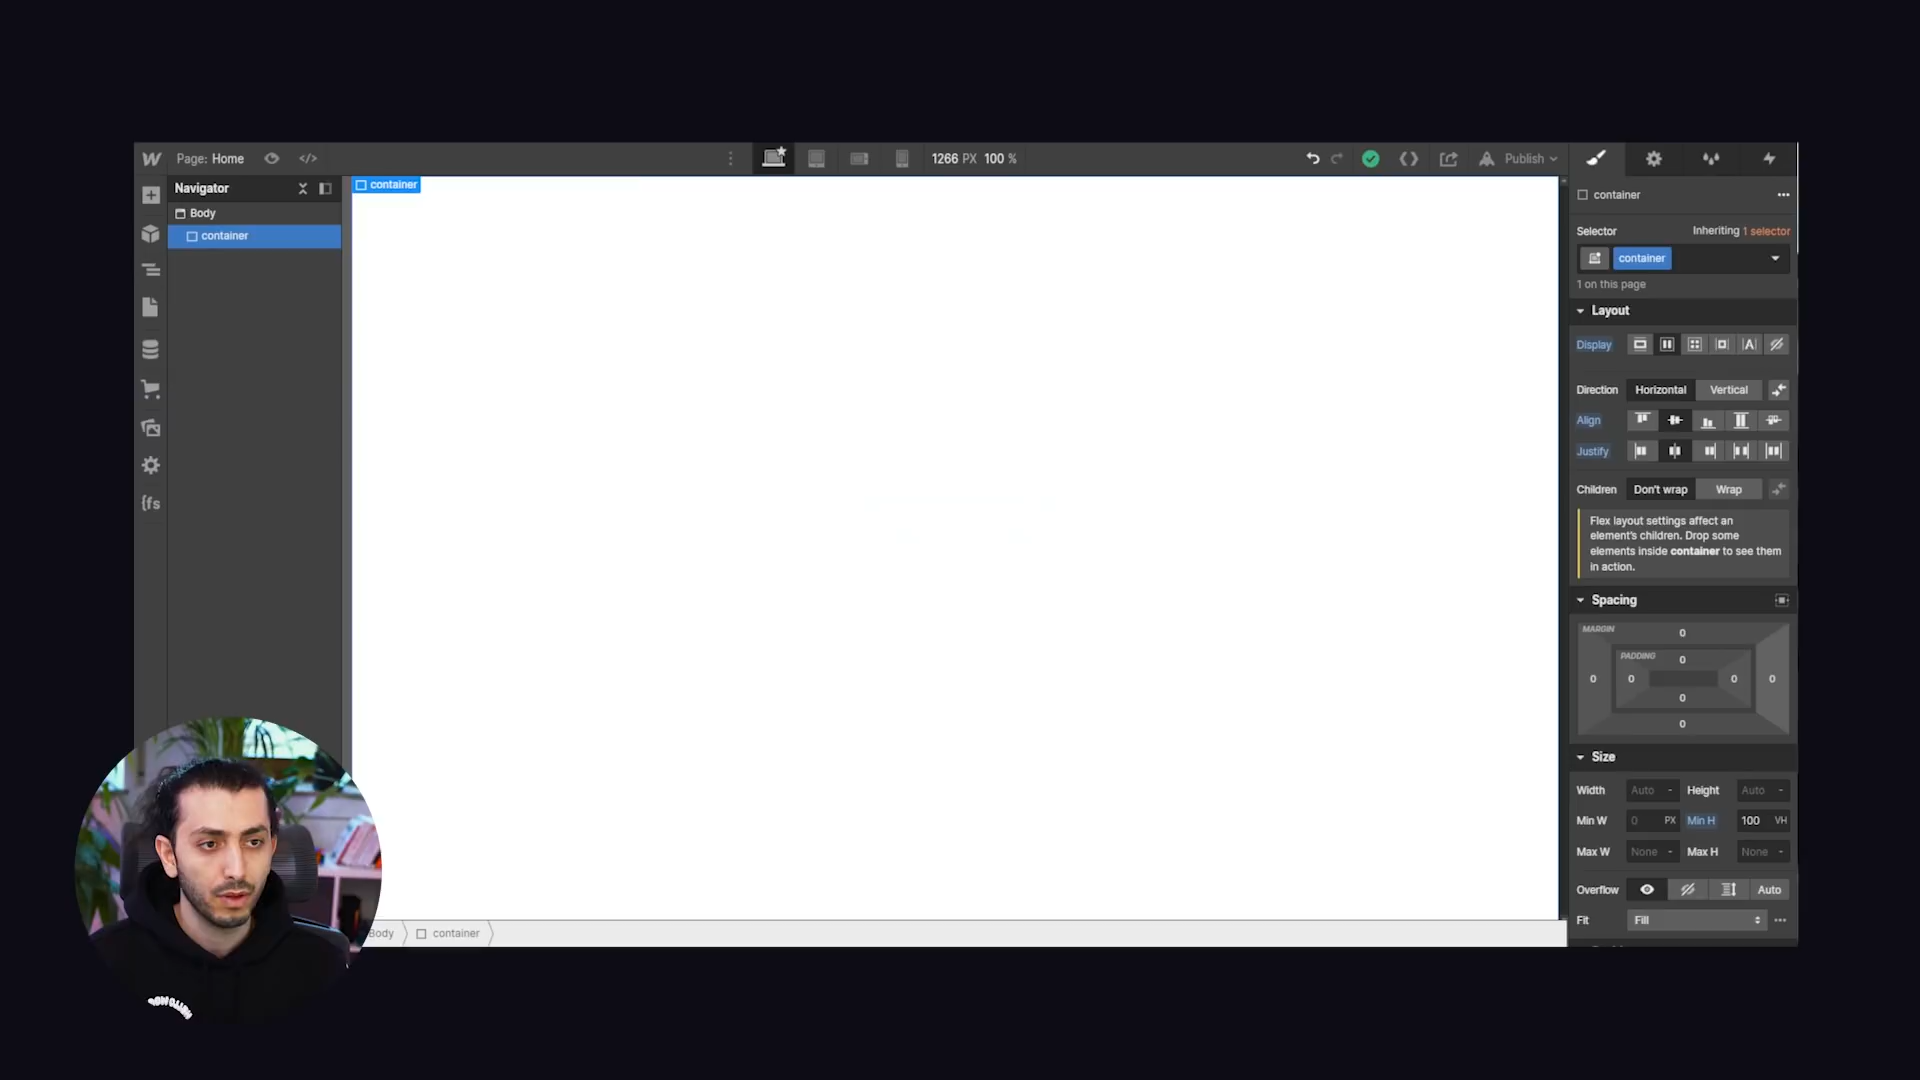 Page: Home
1266 PX 100 %
Publish
Navigator
Body
container
container
container
Selector
Inheriting 1 selector
container
1 on this page
Layout
Display
Direction Horizontal Vertical
Align
Justify
Children Don't wrap Wrap
Flex layout settings affect an
element's children. Drop some
elements inside container to see them
in action.
Spacing
MARGIN
0
PADDING
0
0 0 0 0
0
0
Size
Width Auto - Height Auto -
Min W 0 PX Min H 100 VH
Max W None - Max H None -
Overflow Auto
Fit Fill
{fs
Body container